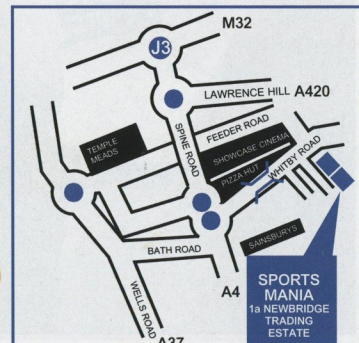 M32
J3
LAWRENCE HILL A420
FEEDER ROAD
TEMPLE
MEADS
SPINE ROAD
SHOWCASE CINEMA
PIZZA HUT
WHITBY ROAD
BATH ROAD
SAINSBURYS
WELLS ROAD
A4
A37
SPORTS
MANIA
1a NEWBRIDGE
TRADING
ESTATE